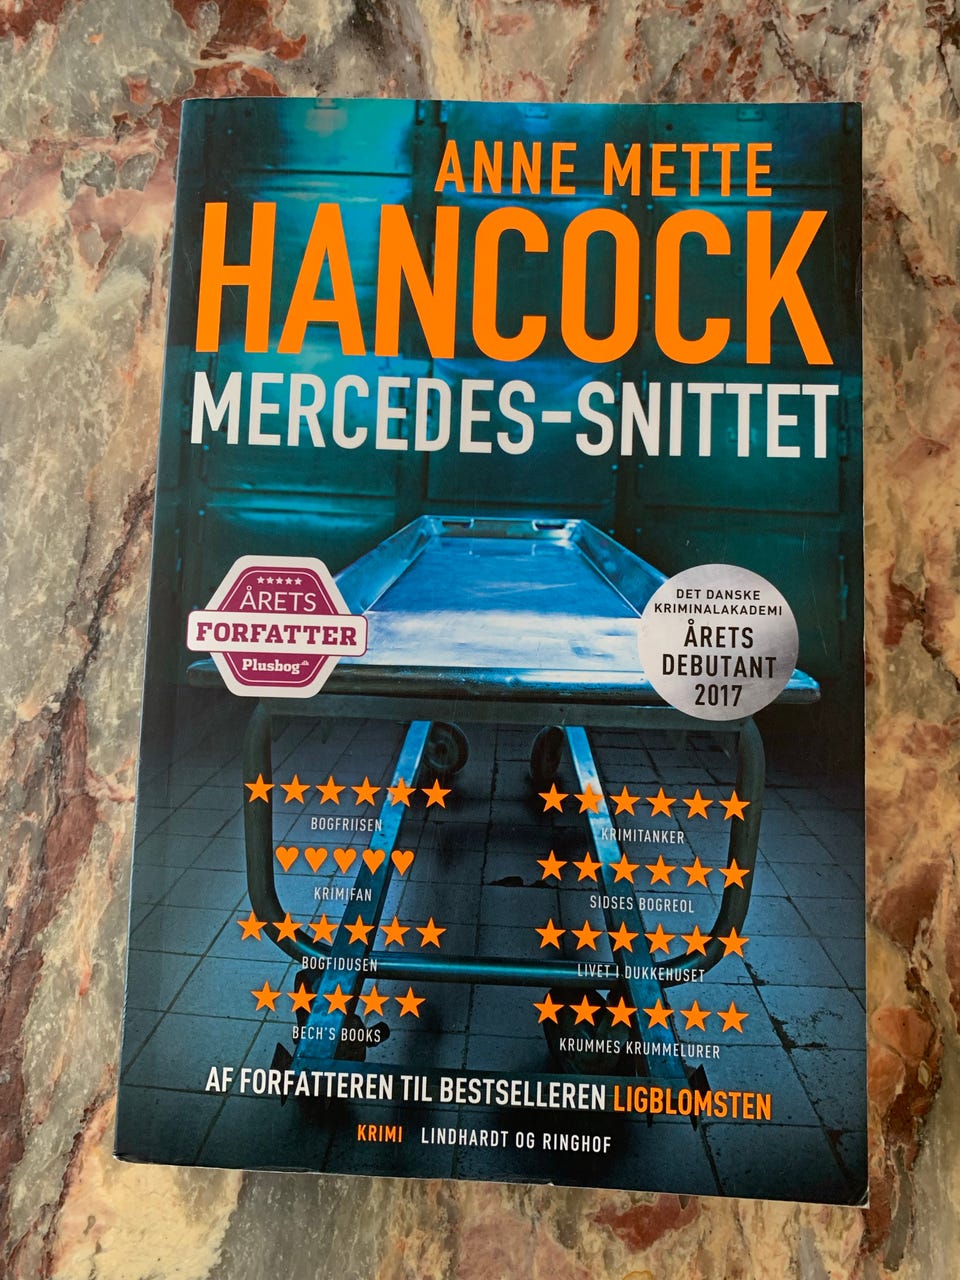 ANNE METTE
HANCOCK
MERCEDES-SNITTET
★★★★★
ÅRETS
FORFATTER
Plusbog.dk
DET DANSKE
KRIMINALAKADEMI
ÅRETS
DEBUTANT
2017
★★★★★★
BOGFRIISEN
★★★★★★
KRIMITANKER
♥♥♥♥♥
KRIMIFAN
★★★★★★
SIDSES BOGREOL
★★★★★★
BOGFIDUSEN
★★★★★★
LIVET I DUKKEHUSET
★★★★★
BECH'S BOOKS
★★★★★★
KRUMMES KRUMMELURER
AF FORFATTEREN TIL BESTSELLEREN LIGBLOMSTEN
KRIMI LINDHARDT OG RINGHOF